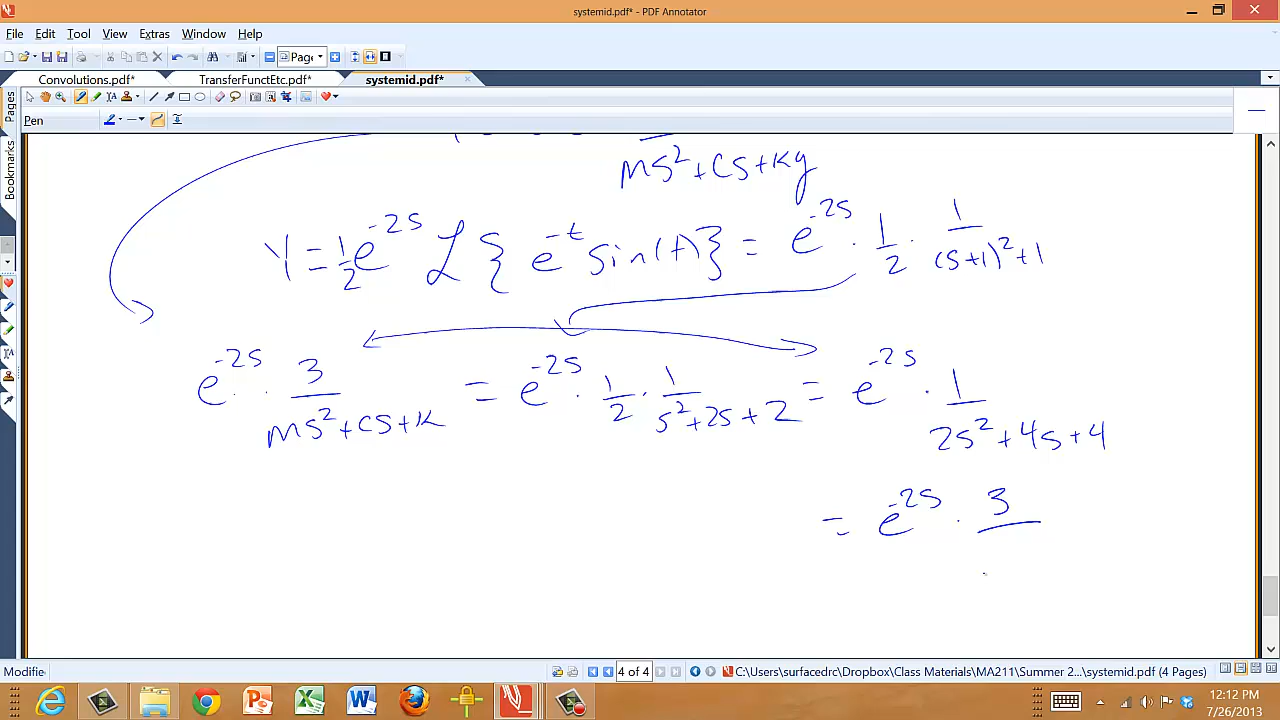 systemid.pdf* - PDF Annotator
File Edit Tool View Extras Window Help
Page
Convolutions.pdf* TransferFunctEtc.pdf* systemid.pdf*
Pages
Pen
Bookmarks
ms²+cs+k
Y = 1/2 e^-2s ℒ{e^-t sin(t)} = e^-2s · 1/2 · 1/((s+1)²+1)
e^-2s · 3/(ms²+cs+k) = e^-2s · 1/2 · 1/(s²+2s+2) = e^-2s · 1/(2s²+4s+4)
= e^-2s · 3
Modifie 4 of 4 C:\Users\surfacedrc\Dropbox\Class Materials\MA211\Summer 2... systemid.pdf (4 Pages)
12:12 PM
7/26/2013